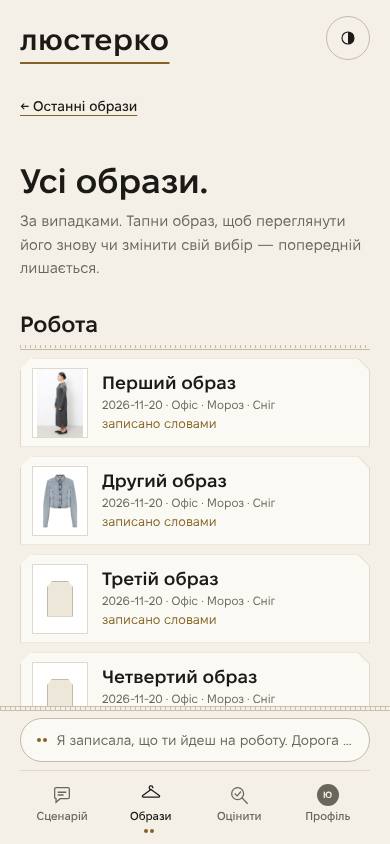 люстерко
← Останні образи
Усі образи.
За випадками. Тапни образ, щоб переглянути
його знову чи змінити свій вибір — попередній
лишається.
Робота
Перший образ
2026-11-20 · Офіс · Мороз · Сніг
записано словами
Другий образ
2026-11-20 · Офіс · Мороз · Сніг
записано словами
Третій образ
2026-11-20 · Офіс · Мороз · Сніг
записано словами
Четвертий образ
2026-11-20 · Офіс · Мороз · Сніг
Я записала, що ти йдеш на роботу. Дорога ...
Сценарій
Образи
Оцінити
Ю
Профіль